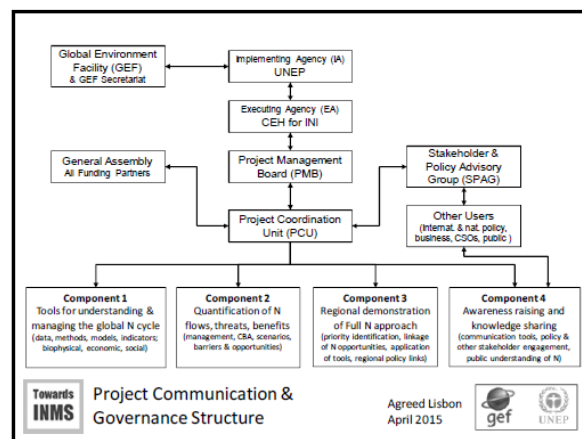 Global Environment
Facility (GEF)
& GEF Secretariat
Implementing Agency (IA)
UNEP
Executing Agency (EA)
CEH for INI
General Assembly
All Funding Partners
Project Management
Board (PMB)
Stakeholder &
Policy Advisory
Group (SPAG)
Project Coordination
Unit (PCU)
Other Users
(Internat. & nat. policy,
business, CSOs, public )
Component 1
Tools for understanding &
managing the global N cycle
(data, methods, models, indicators;
biophysical, economic, social)
Component 2
Quantification of N
flows, threats, benefits
(management, CBA, scenarios,
barriers & opportunities)
Component 3
Regional demonstration of
Full N approach
(priority identification, linkage
of N opportunities, application
of tools, regional policy links)
Component 4
Awareness raising and
knowledge sharing
(communication tools, policy &
other stakeholder engagement,
public understanding of N)
Towards
INMS
Project Communication &
Governance Structure
Agreed Lisbon
April 2015
gef
UNEP